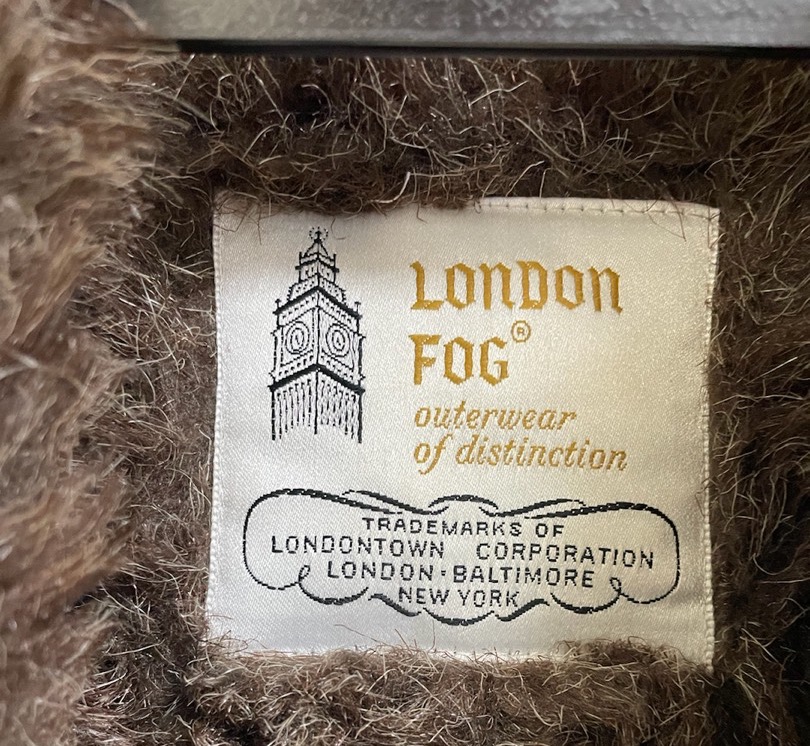 LONDON
FOG®
outerwear
of distinction
TRADEMARKS OF
LONDONTOWN CORPORATION
LONDON · BALTIMORE
NEW YORK